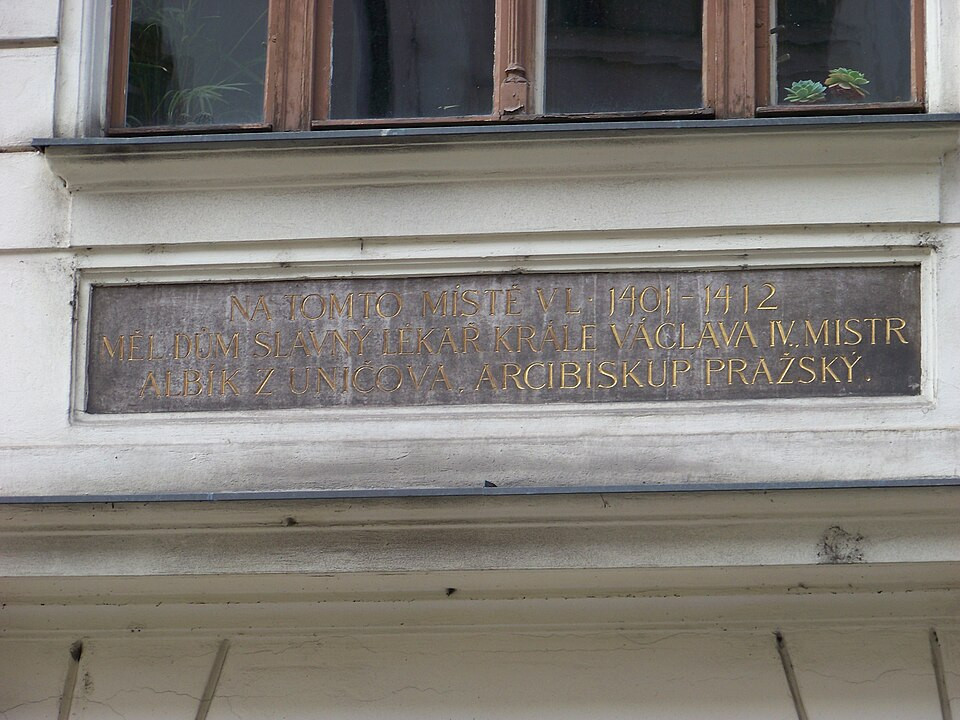 NA TOMTO MÍSTĚ V L. 1401-1412
MĚL DŮM SLAVNÝ LÉKAŘ KRÁLE VÁCLAVA IV., MISTR
ALBÍK Z UNIČOVA, ARCIBISKUP PRAŽSKÝ.